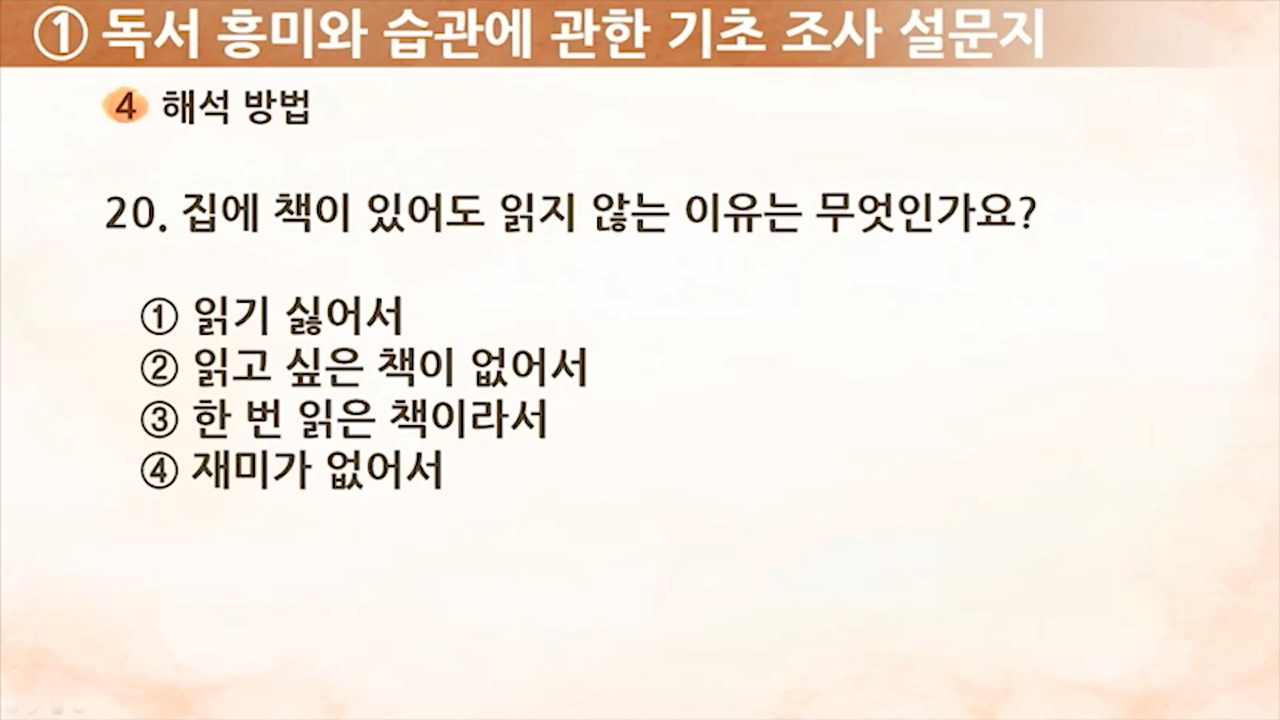 ① 독서 흥미와 습관에 관한 기초 조사 설문지
4 해석 방법
20. 집에 책이 있어도 읽지 않는 이유는 무엇인가요?
① 읽기 싫어서
② 읽고 싶은 책이 없어서
③ 한 번 읽은 책이라서
④ 재미가 없어서